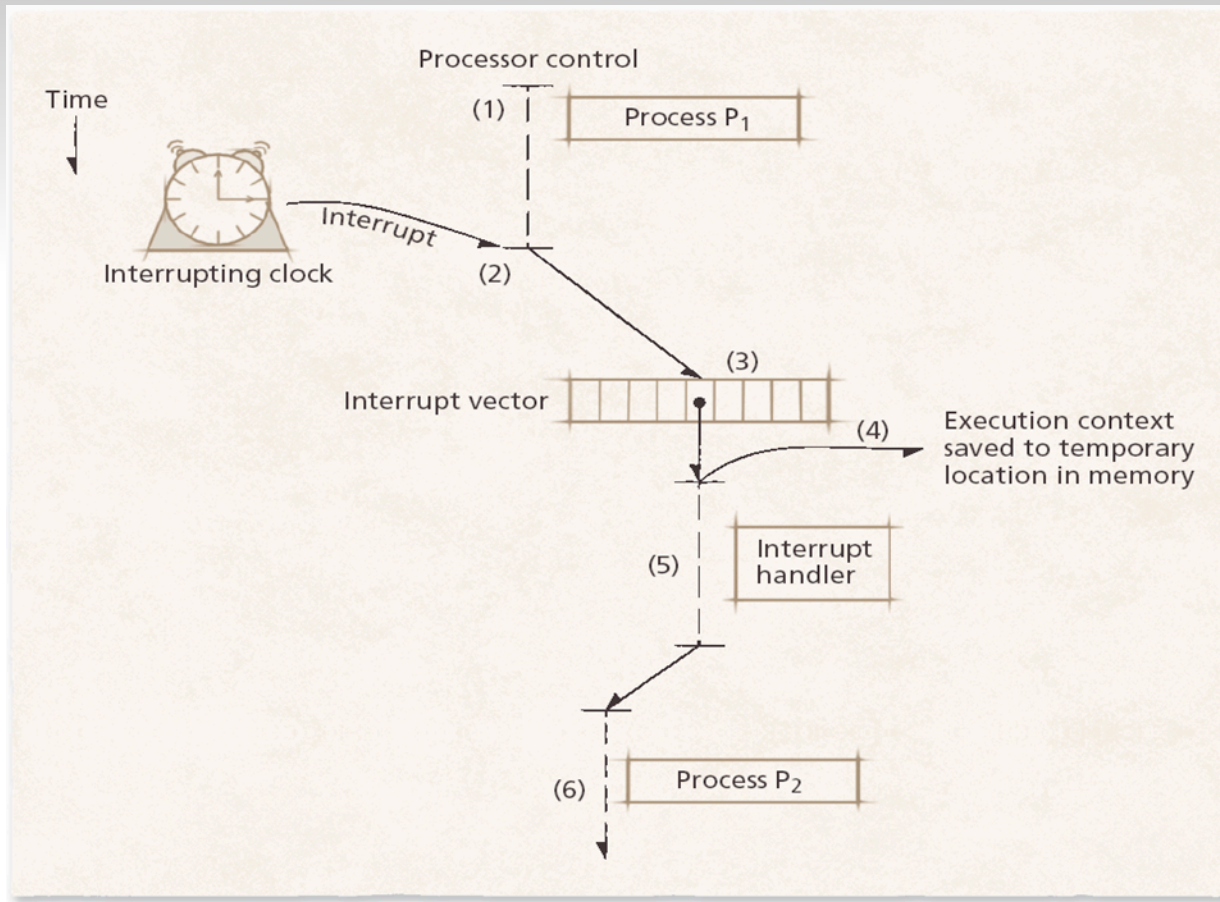 Processor control
Time
(1)
Process P₁
Interrupt
Interrupting clock
(2)
(3)
Interrupt vector
(4)
Execution context
saved to temporary
location in memory
(5)
Interrupt
handler
(6)
Process P₂